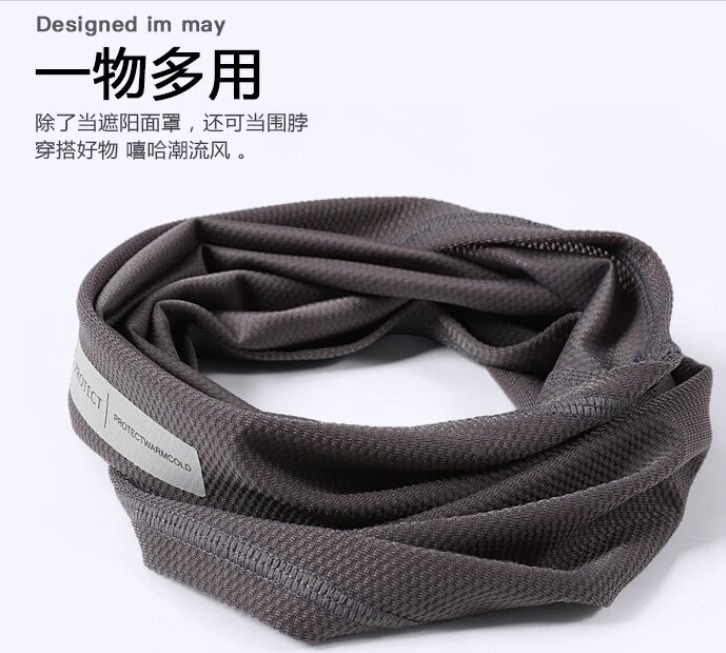 Designed im may
一物多用
除了当遮阳面罩，还可当围脖
穿搭好物 嘻哈潮流风 。
PROTECT
PROTECTWARMCOLD